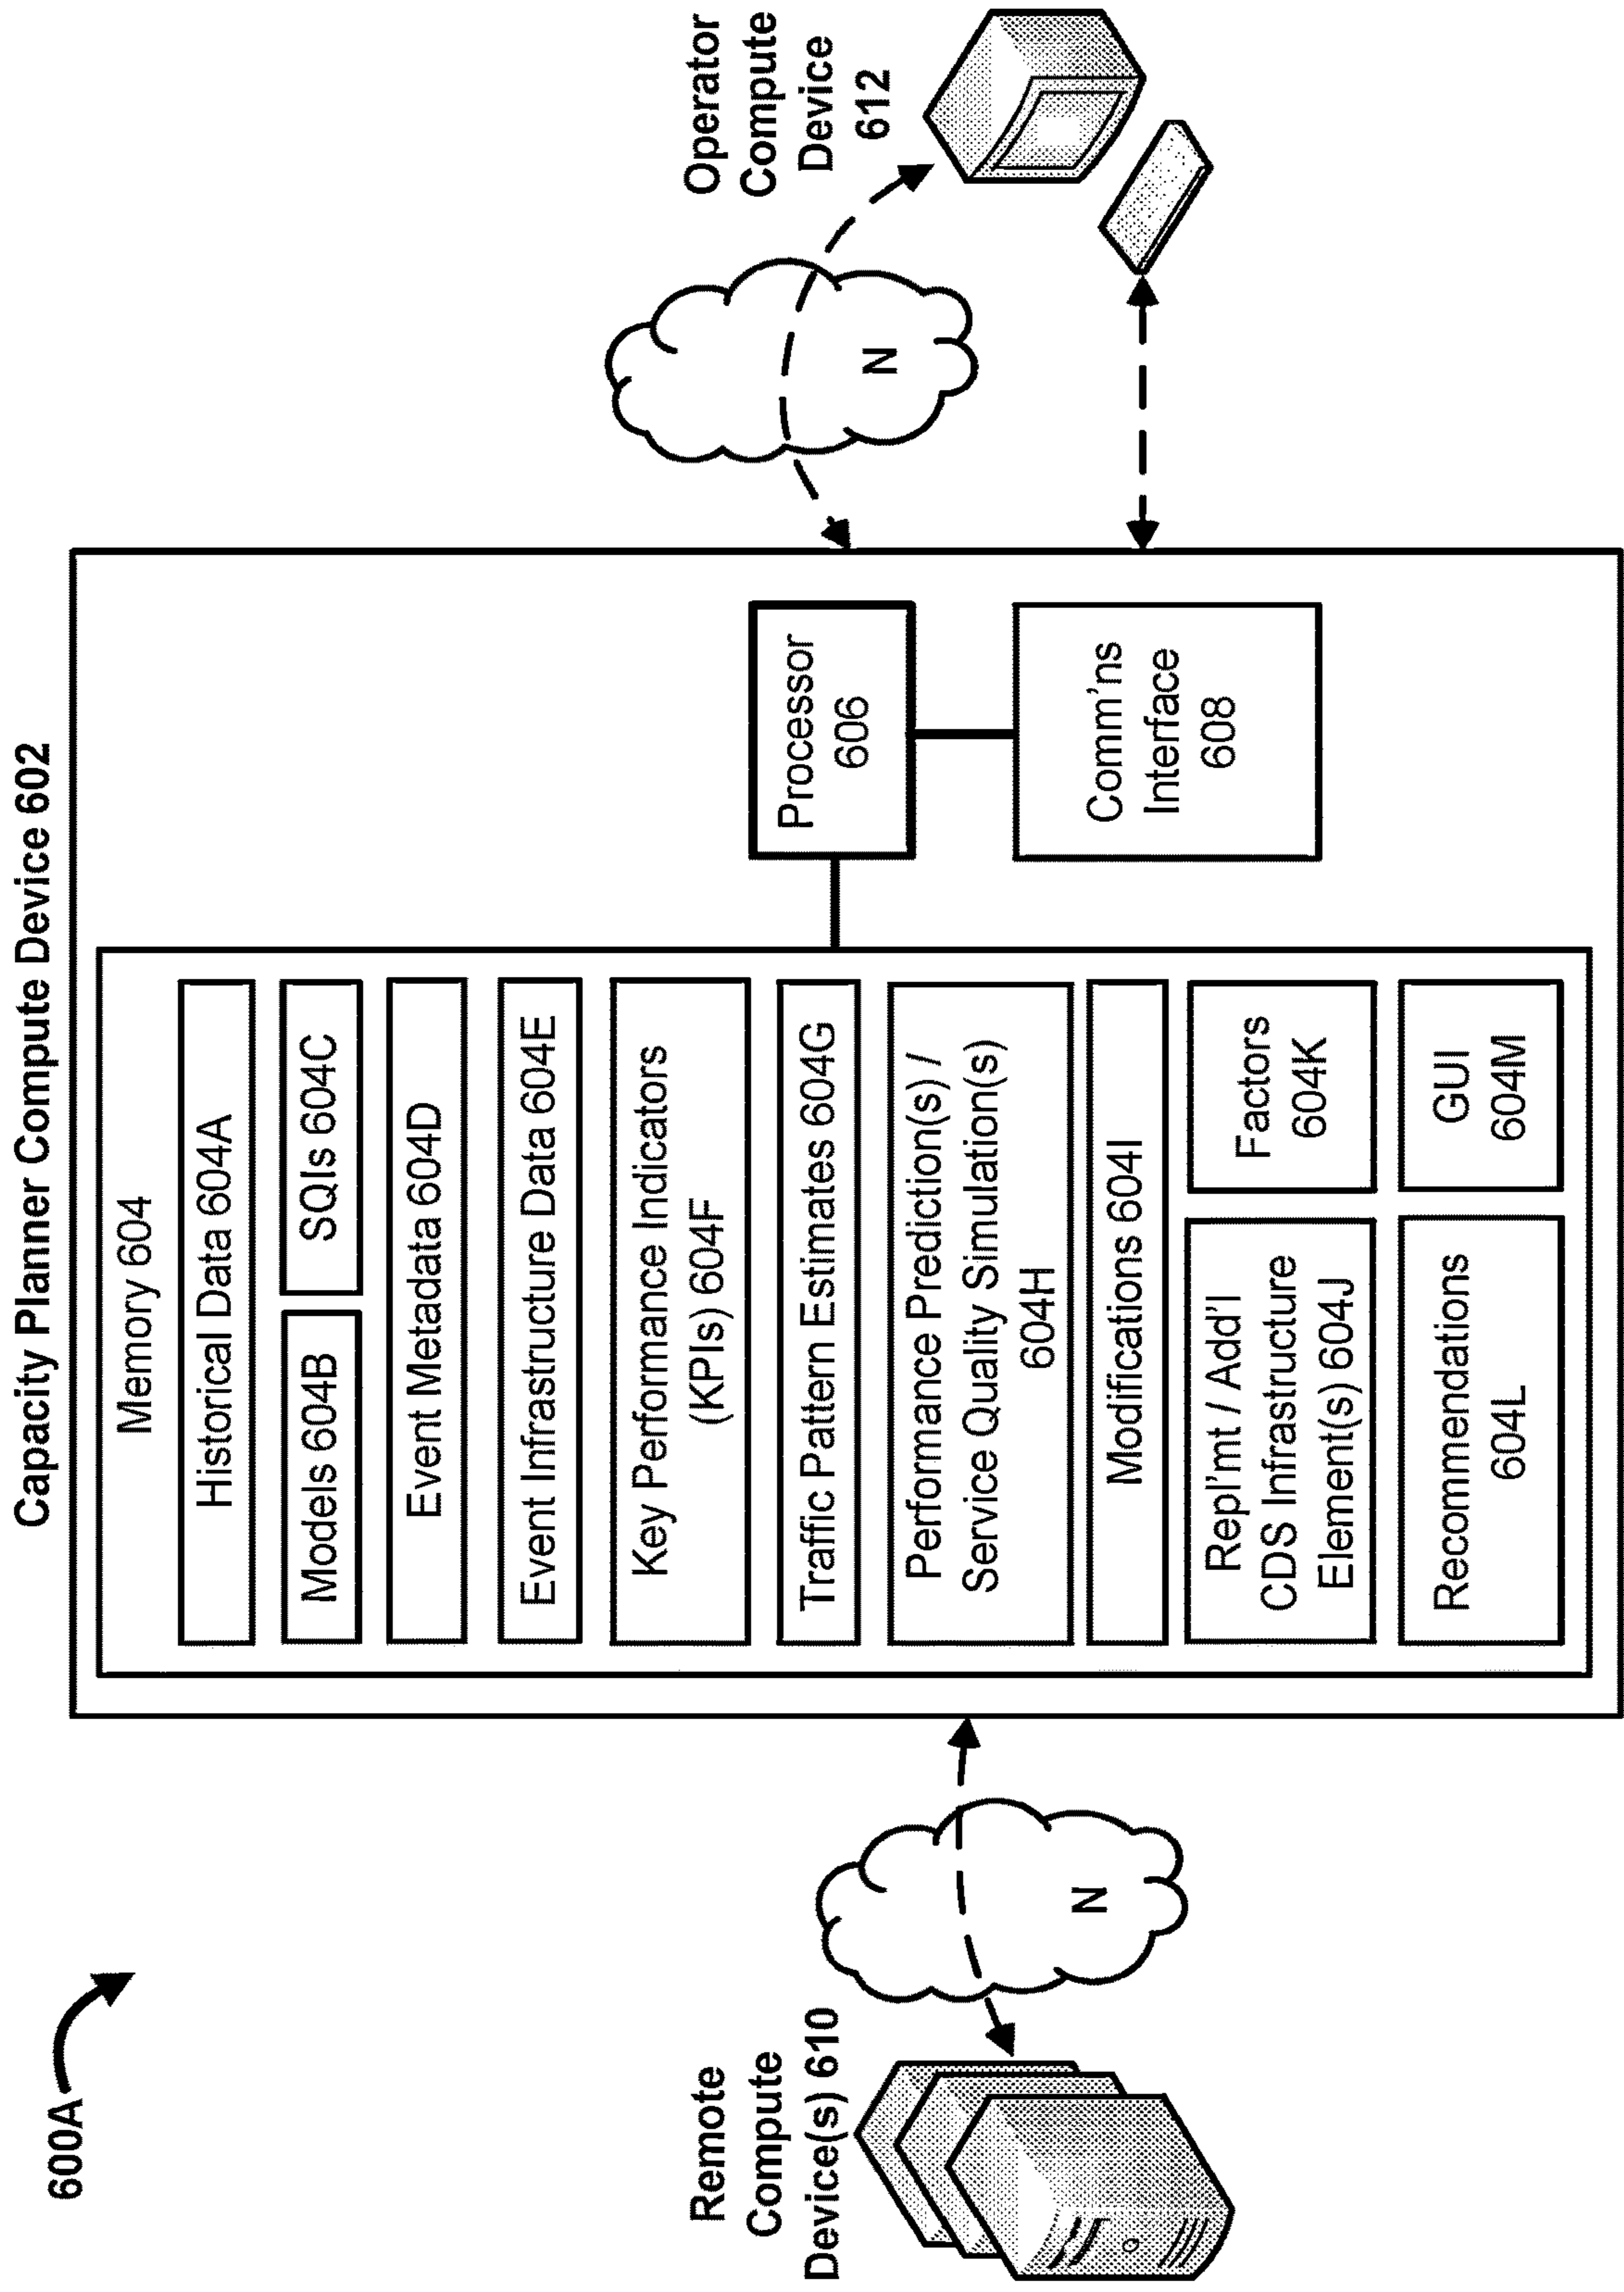 600A
Capacity Planner Compute Device 602
Memory 604
Historical Data 604A
Models 604B
SQIs 604C
Event Metadata 604D
Event Infrastructure Data 604E
Key Performance Indicators
(KPIs) 604F
Traffic Pattern Estimates 604G
Performance Prediction(s) /
Service Quality Simulation(s)
604H
Modifications 604I
Repl'mt / Add'l
CDS Infrastructure
Element(s) 604J
Factors
604K
Recommendations
604L
GUI
604M
Processor
606
Comm'ns
Interface
608
Remote
Compute
Device(s) 610
N
N
Operator
Compute
Device
612